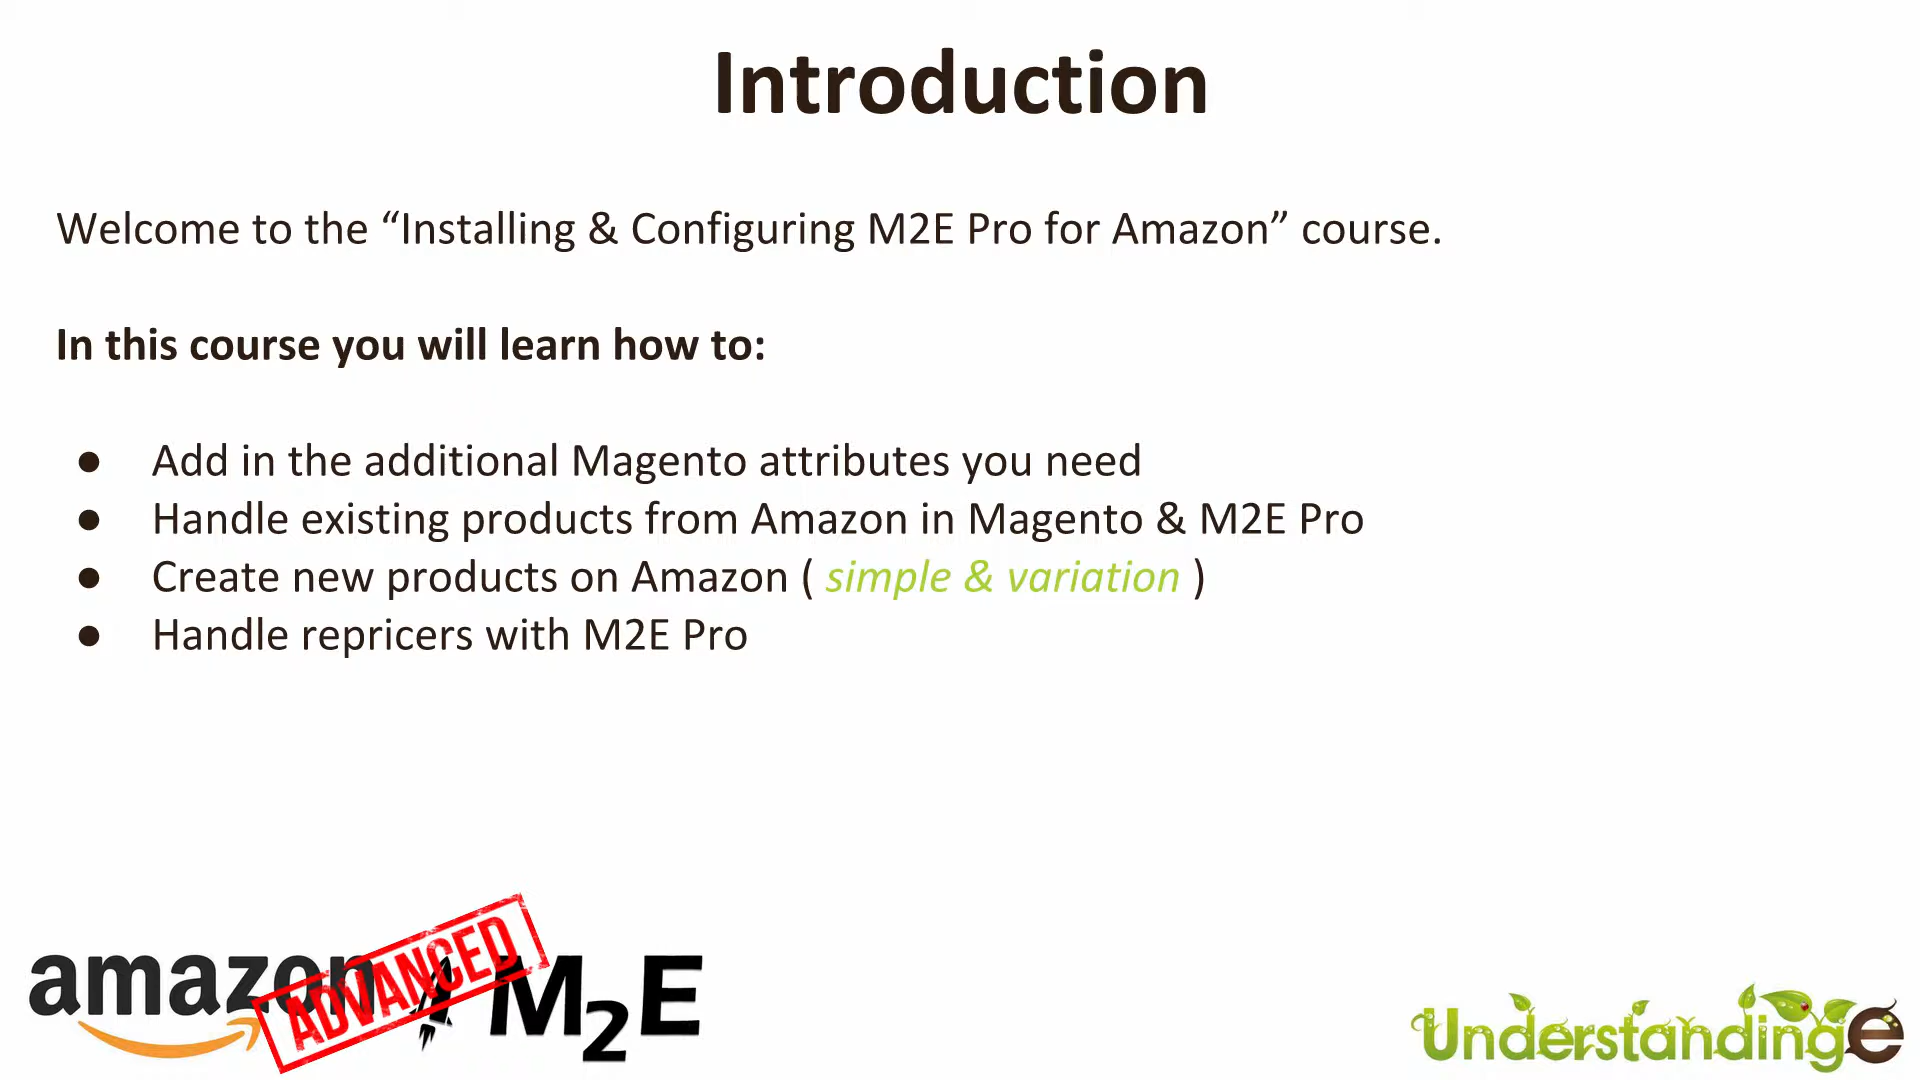 Introduction
Welcome to the “Installing & Configuring M2E Pro for Amazon” course.
In this course you will learn how to:
● Add in the additional Magento attributes you need
● Handle existing products from Amazon in Magento & M2E Pro
● Create new products on Amazon ( simple & variation )
● Handle repricers with M2E Pro
amazon ADVANCED M2E
UnderstandingE